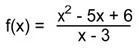 f(x) = (x² - 5x + 6) / (x - 3)